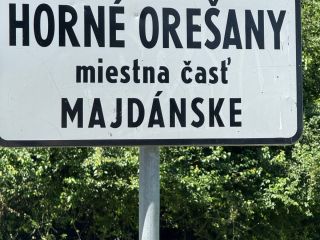 HORNÉ OREŠANY
miestna časť
MAJDÁNSKE